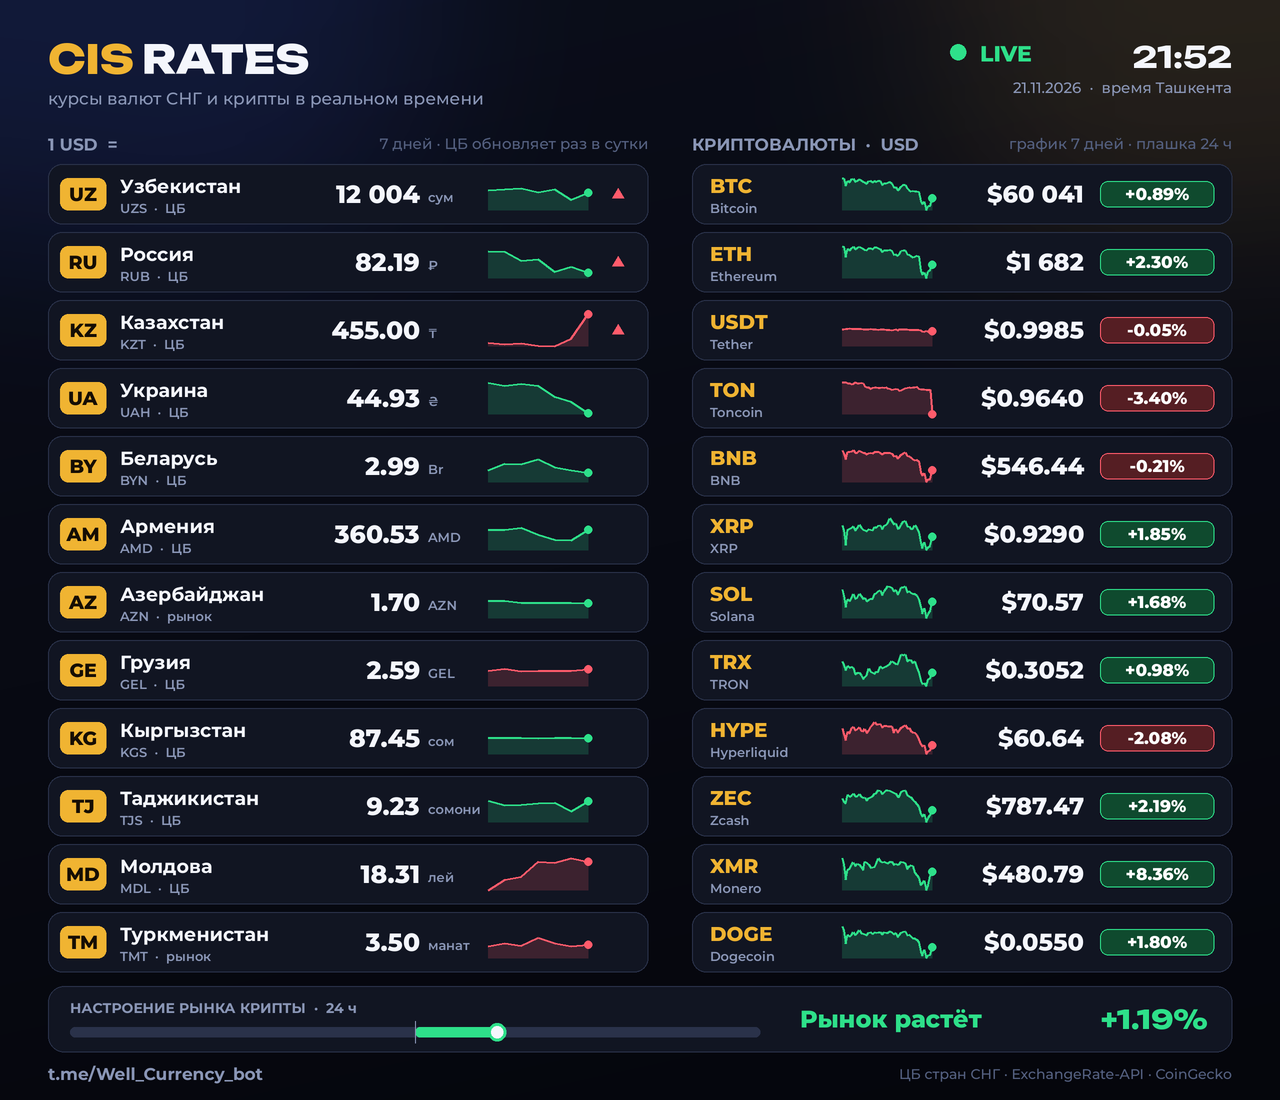 CIS RATES
курсы валют СНГ и крипты в реальном времени
LIVE 21:52
21.11.2026 · время Ташкента
1 USD =
7 дней · ЦБ обновляет раз в сутки
UZ Узбекистан 12 004 сум
UZS · ЦБ
RU Россия 82.19 ₽
RUB · ЦБ
KZ Казахстан 455.00 ₸
KZT · ЦБ
UA Украина 44.93 ₴
UAH · ЦБ
BY Беларусь 2.99 Br
BYN · ЦБ
AM Армения 360.53 AMD
AMD · ЦБ
AZ Азербайджан 1.70 AZN
AZN · рынок
GE Грузия 2.59 GEL
GEL · ЦБ
KG Кыргызстан 87.45 сом
KGS · ЦБ
TJ Таджикистан 9.23 сомони
TJS · ЦБ
MD Молдова 18.31 лей
MDL · ЦБ
TM Туркменистан 3.50 манат
TMT · рынок
КРИПТОВАЛЮТЫ · USD
график 7 дней · плашка 24 ч
BTC $60 041 +0.89%
Bitcoin
ETH $1 682 +2.30%
Ethereum
USDT $0.9985 -0.05%
Tether
TON $0.9640 -3.40%
Toncoin
BNB $546.44 -0.21%
BNB
XRP $0.9290 +1.85%
XRP
SOL $70.57 +1.68%
Solana
TRX $0.3052 +0.98%
TRON
HYPE $60.64 -2.08%
Hyperliquid
ZEC $787.47 +2.19%
Zcash
XMR $480.79 +8.36%
Monero
DOGE $0.0550 +1.80%
Dogecoin
НАСТРОЕНИЕ РЫНКА КРИПТЫ · 24 ч
Рынок растёт +1.19%
t.me/Well_Currency_bot
ЦБ стран СНГ · ExchangeRate-API · CoinGecko